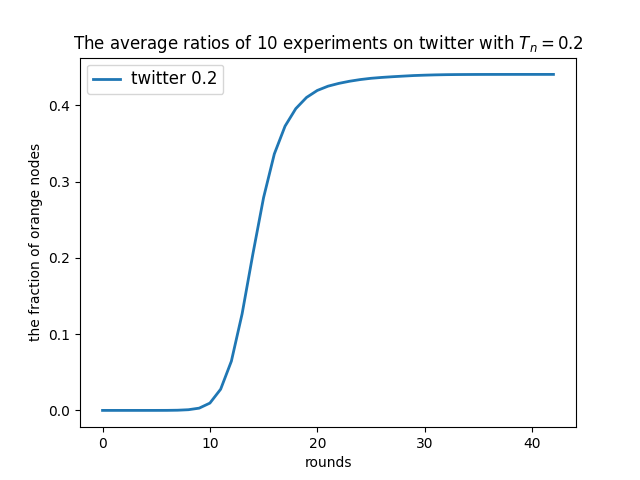 The average ratios of 10 experiments on twitter with $T_n = 0.2$
twitter 0.2
the fraction of orange nodes
0.4
0.3
0.2
0.1
0.0
0 10 20 30 40
rounds